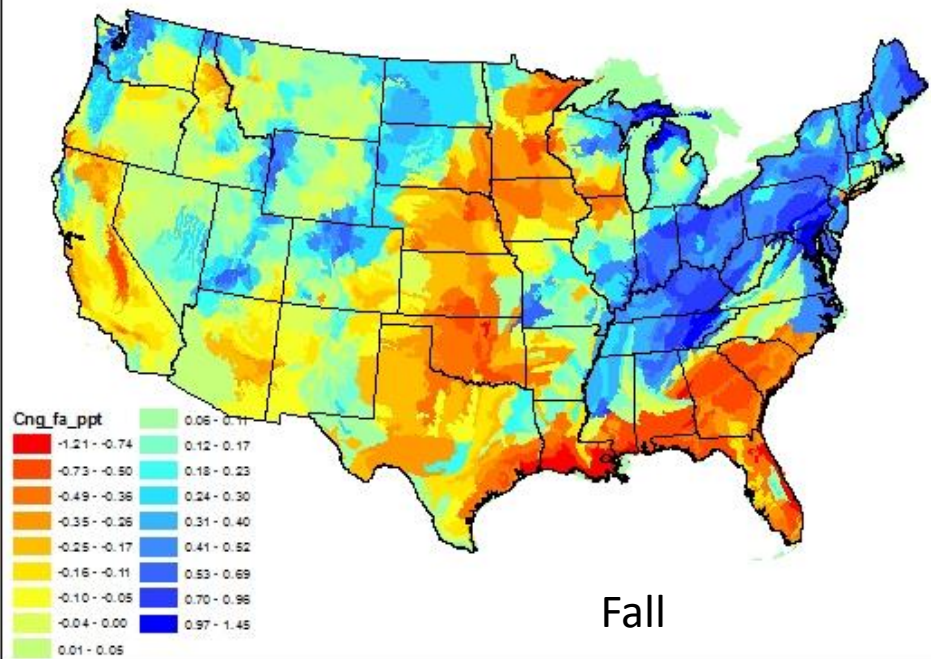 Cng_fa_ppt
-1.21 - -0.74
-0.73 - -0.50
-0.49 - -0.36
-0.35 - -0.26
-0.25 - -0.17
-0.16 - -0.11
-0.10 - -0.05
-0.04 - 0.00
0.01 - 0.05
0.06 - 0.11
0.12 - 0.17
0.18 - 0.23
0.24 - 0.30
0.31 - 0.40
0.41 - 0.52
0.53 - 0.69
0.70 - 0.96
0.97 - 1.45
Fall